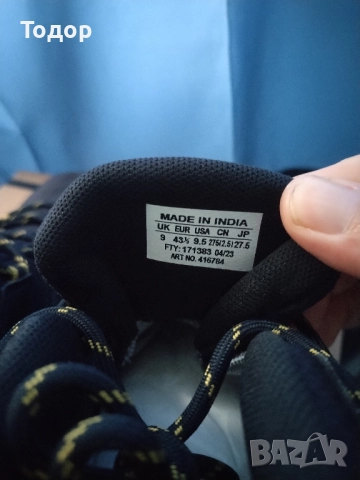 Тодор
MADE IN INDIA
UK EUR USA CN JP
9 43½ 9.5 275(2.5) 27.5
FTY: 171383 04/23
ART NO. 416784
BAZAR